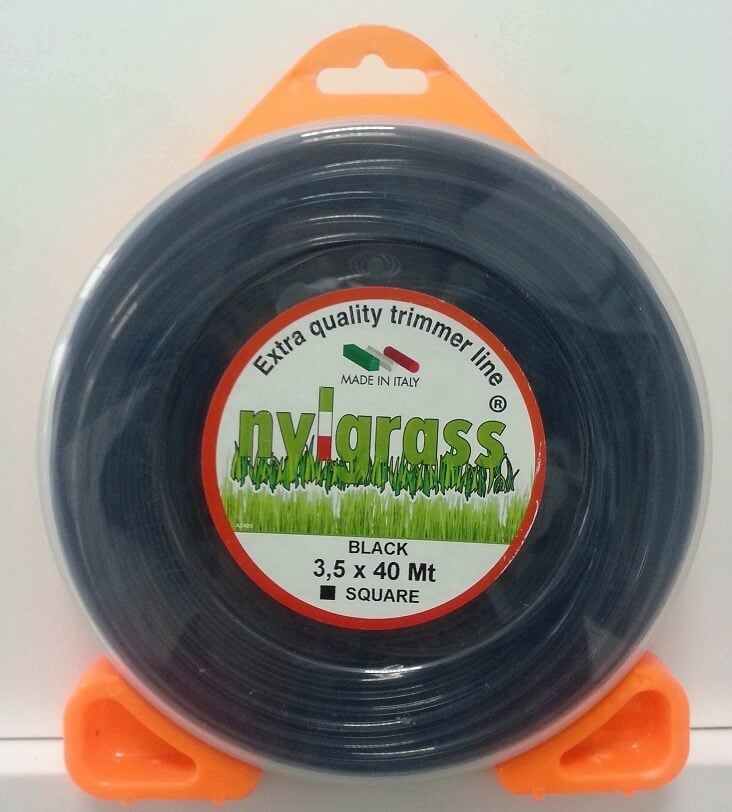 Extra quality trimmer line
MADE IN ITALY
nylgrass®
BLACK
3,5 x 40 Mt
■ SQUARE